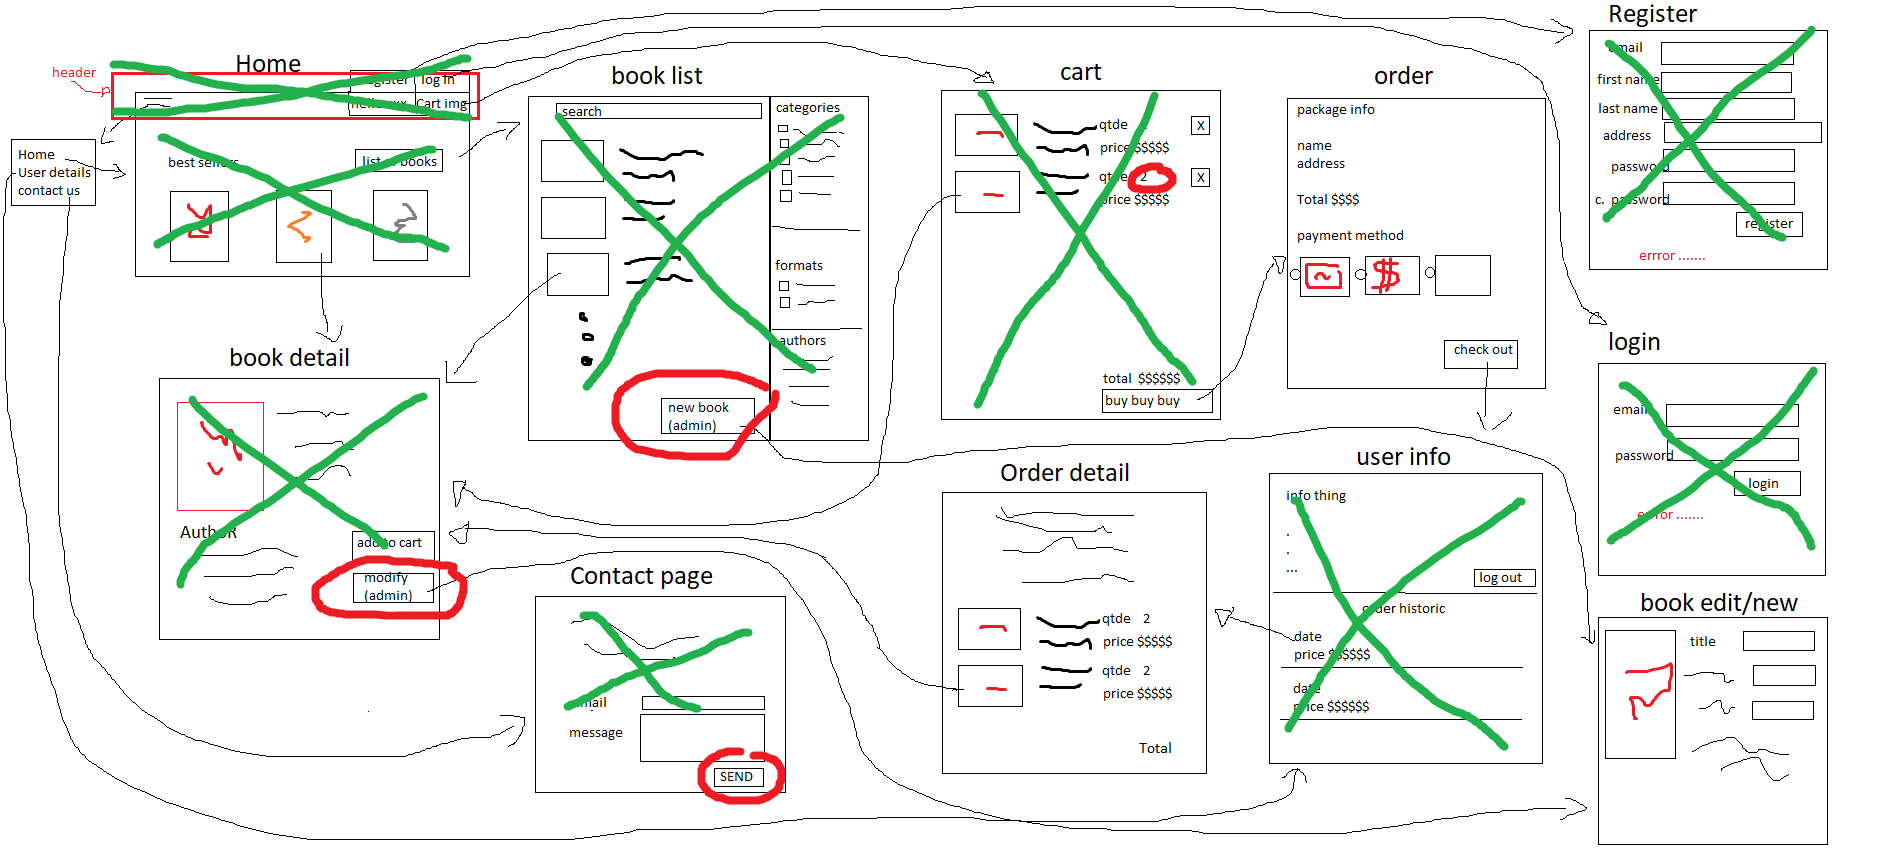 header
Home
register
log in
hello xxx
Cart img
Home
User details
contact us
best sellers
list of books
book list
search
categories
formats
authors
new book
(admin)
cart
qtde
X
price $$$$$
qtde 2
X
price $$$$$
total $$$$$$
buy buy buy
order
package info
name
address
Total $$$$
payment method
$
check out
Register
email
first name
last name
address
password
c. password
register
errror .......
login
email
password
login
errror .......
book detail
AuthoR
add to cart
modify
(admin)
Contact page
email
message
SEND
Order detail
qtde 2
price $$$$$
qtde 2
price $$$$$
Total
user info
info thing
.
.
...
log out
order historic
date
price $$$$$$
date
price $$$$$$
book edit/new
title